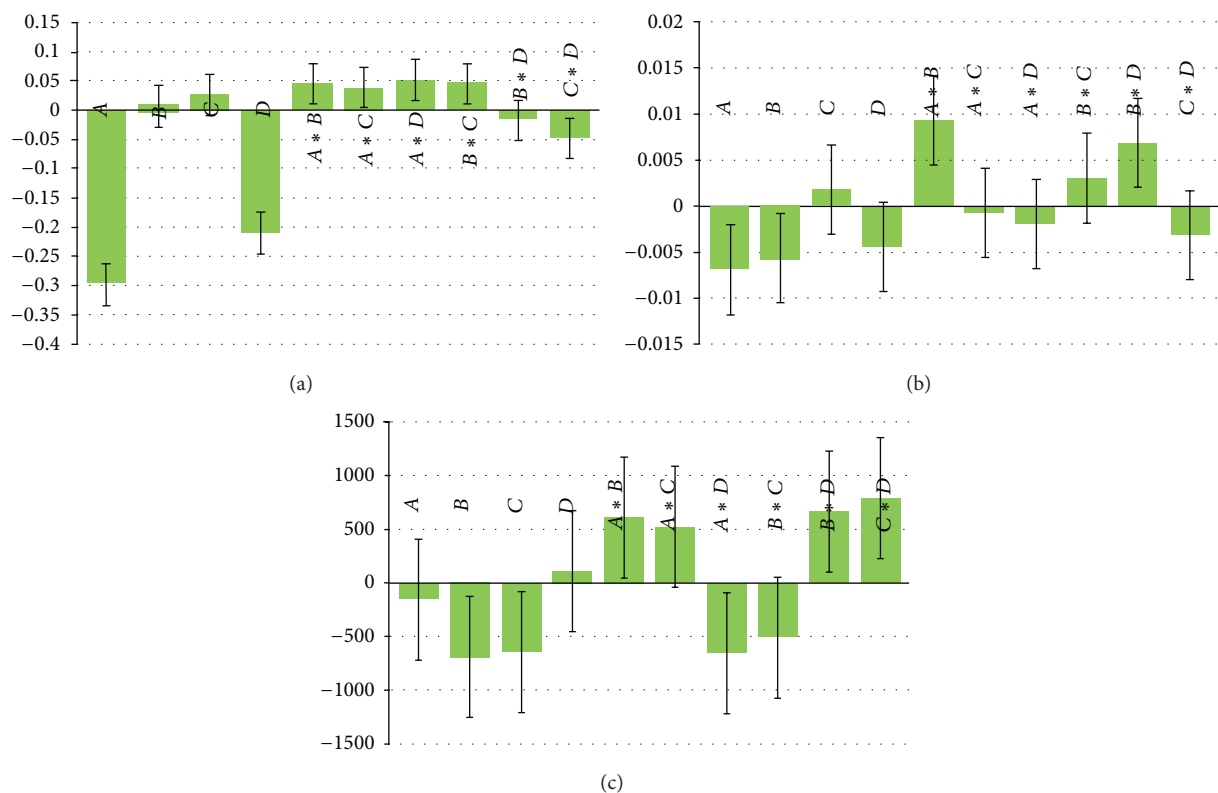 0.15
0.1
0.05
0
−0.05
−0.1
−0.15
−0.2
−0.25
−0.3
−0.35
−0.4
A
B
C
D
A ∗ B
A ∗ C
A ∗ D
B ∗ C
B ∗ D
C ∗ D
(a)
0.02
0.015
0.01
0.005
0
−0.005
−0.01
−0.015
A
B
C
D
A ∗ B
A ∗ C
A ∗ D
B ∗ C
B ∗ D
C ∗ D
(b)
1500
1000
500
0
−500
−1000
−1500
A
B
C
D
A ∗ B
A ∗ C
A ∗ D
B ∗ C
B ∗ D
C ∗ D
(c)